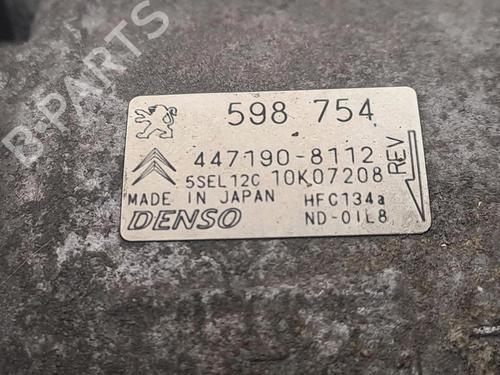 B-PARTS
598 754
447190-8112
5SEL12C 10K07208
REV
MADE IN JAPAN HFC134a
DENSO ND-OIL8